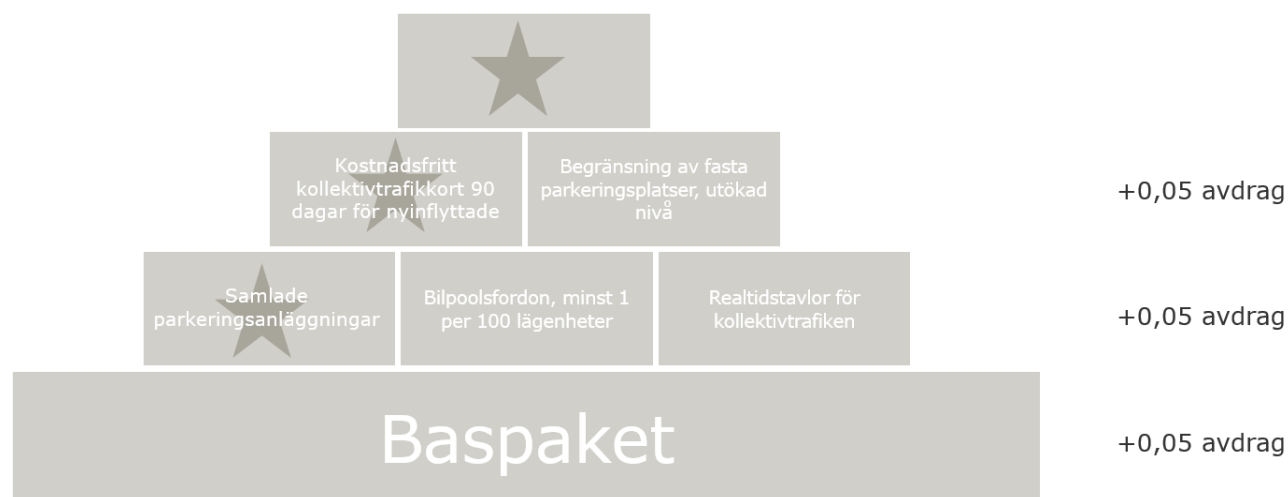 Kostnadsfritt
kollektivtrafikkort 90
dagar för nyinflyttade
Begränsning av fasta
parkeringsplatser, utökad
nivå
+0,05 avdrag
Samlade
parkeringsanläggningar
Bilpoolsfordon, minst 1
per 100 lägenheter
Realtidstavlor för
kollektivtrafiken
+0,05 avdrag
Baspaket
+0,05 avdrag